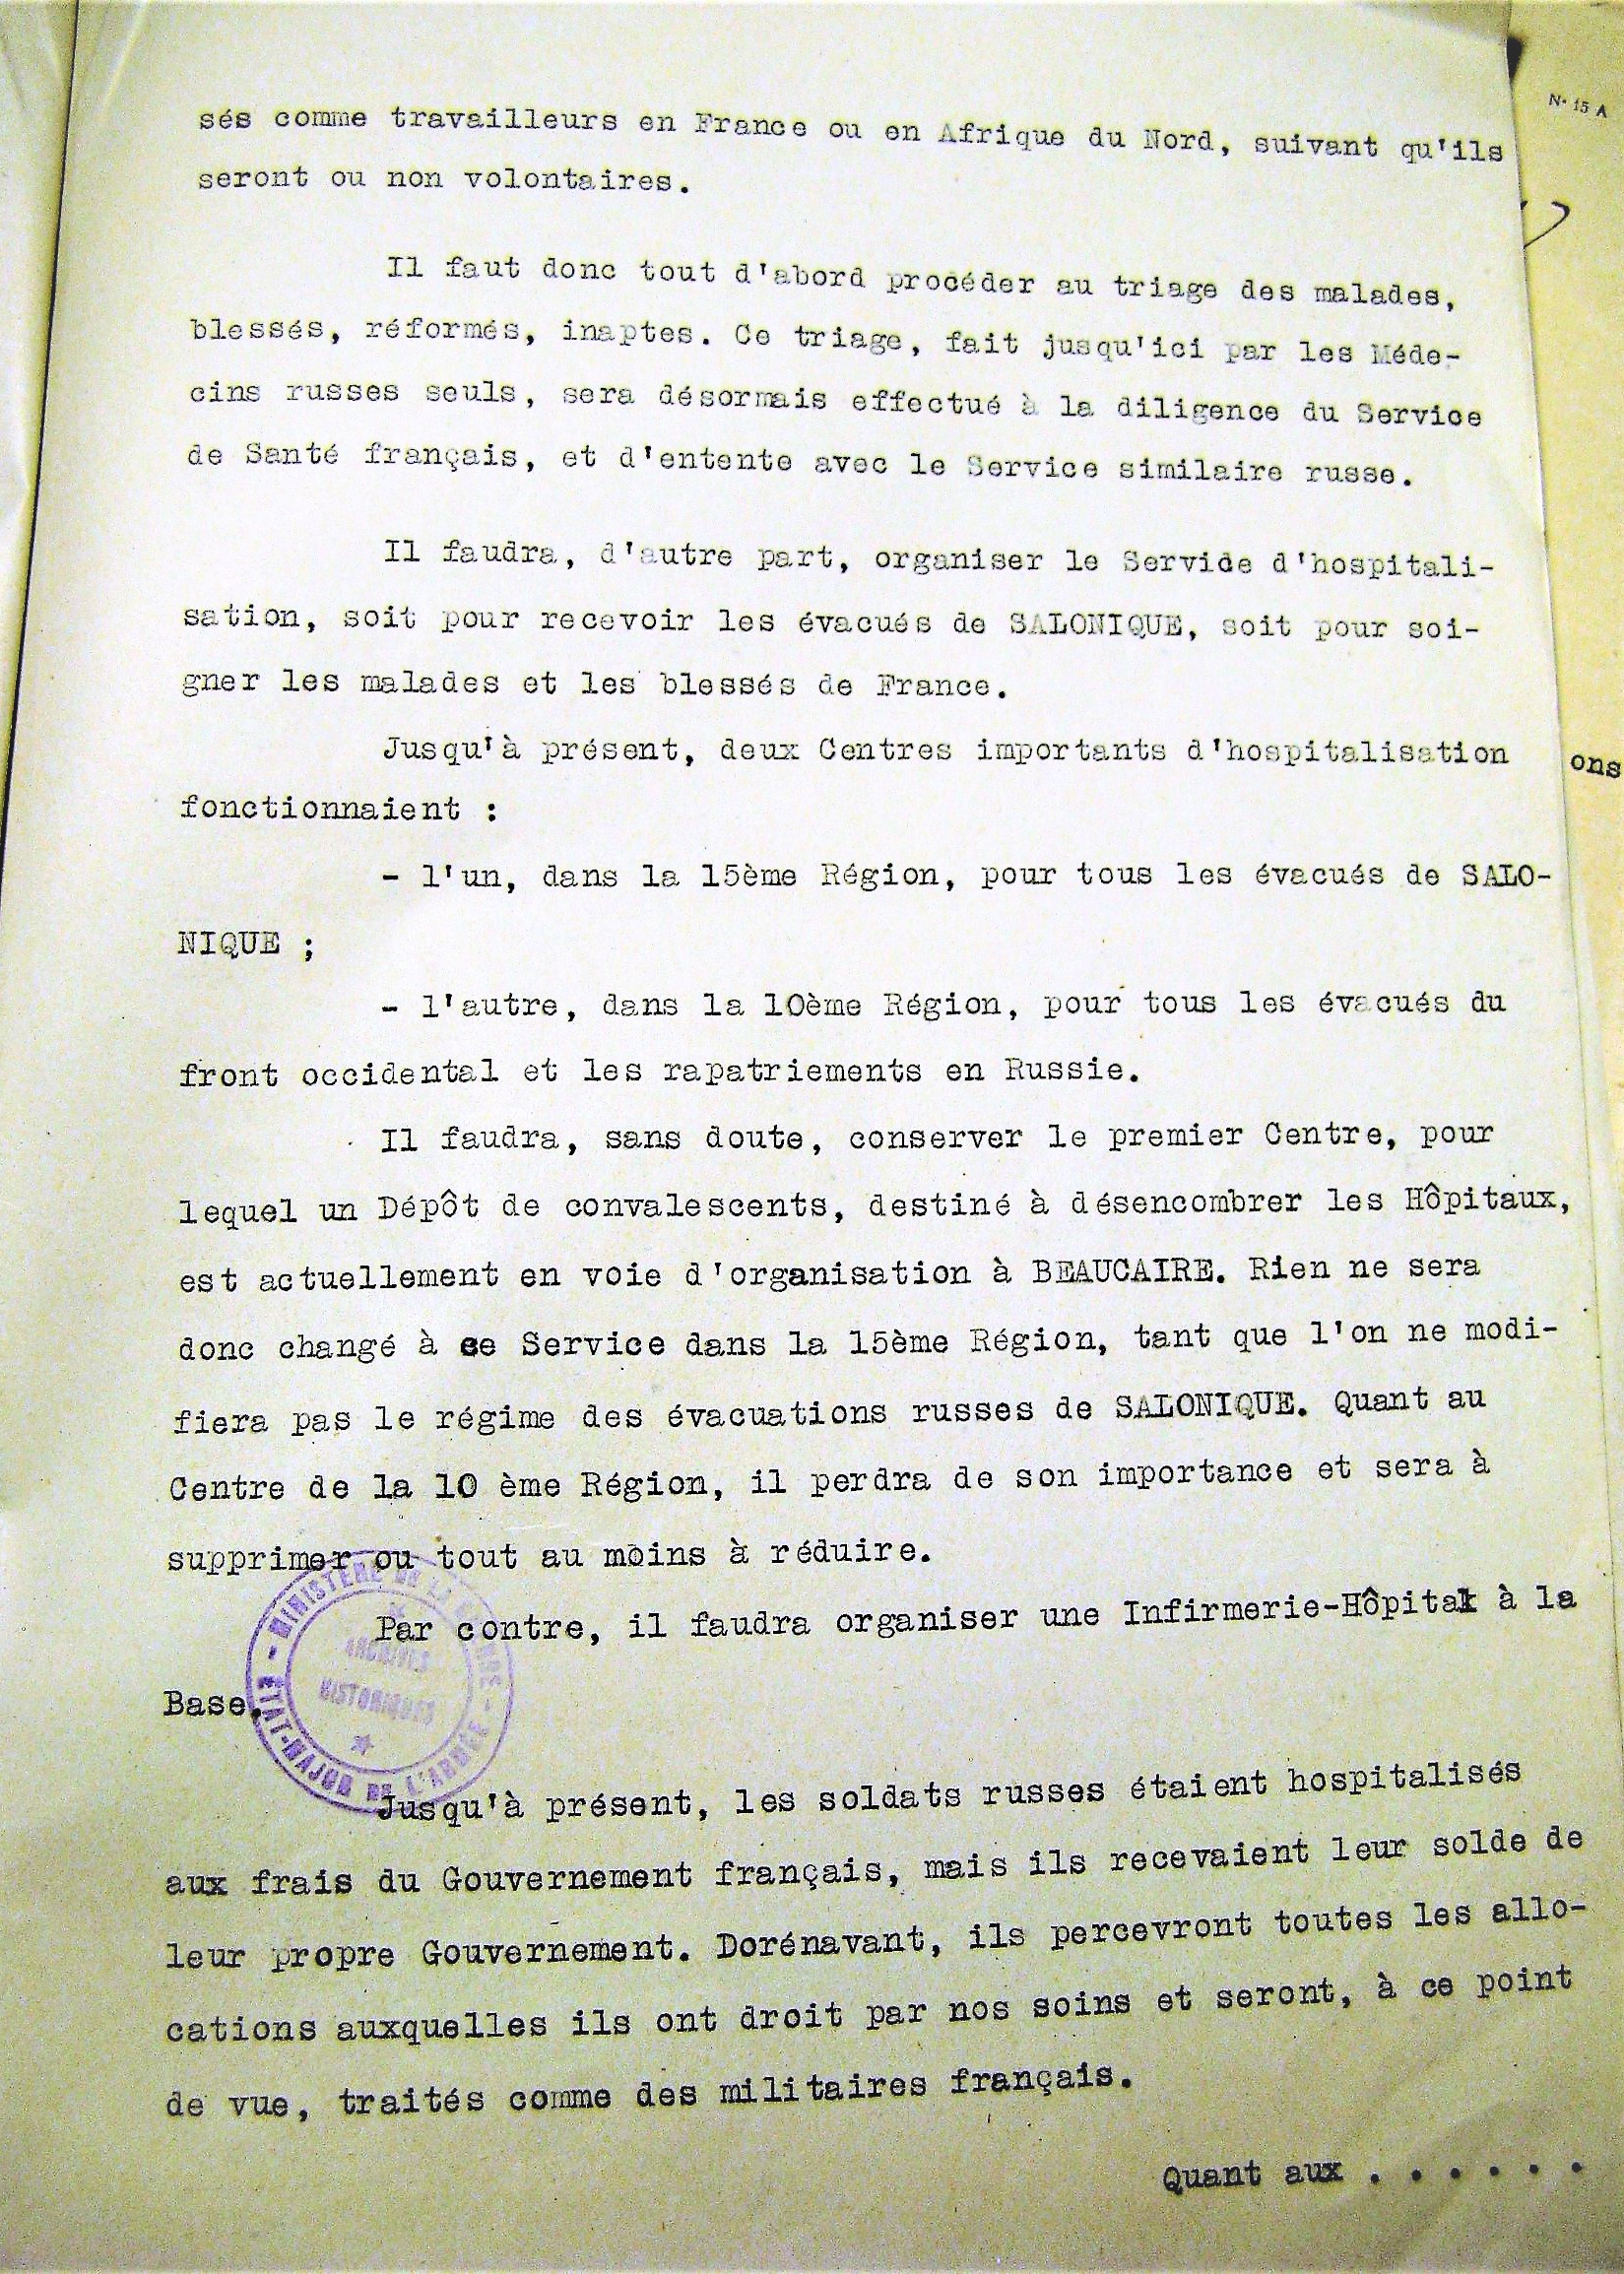 N· 15 A
sés comme travailleurs en France ou en Afrique du Nord, suivant qu'ils
seront ou non volontaires.
Il faut donc tout d'abord procéder au triage des malades,
blessés, réformés, inaptes. Ce triage, fait jusqu'ici par les Méde-
cins russes seuls, sera désormais effectué à la diligence du Service
de Santé français, et d'entente avec le Service similaire russe.
Il faudra, d'autre part, organiser le Service d'hospitali-
sation, soit pour recevoir les évacués de SALONIQUE, soit pour soi-
gner les malades et les blessés de France.
Jusqu'à présent, deux Centres importants d'hospitalisation
ons
fonctionnaient :
- l'un, dans la 15ème Région, pour tous les évacués de SALO-
NIQUE ;
- l'autre, dans la 10ème Région, pour tous les évacués du
front occidental et les rapatriements en Russie.
Il faudra, sans doute, conserver le premier Centre, pour
lequel un Dépôt de convalescents, destiné à désencombrer les Hôpitaux,
est actuellement en voie d'organisation à BEAUCAIRE. Rien ne sera
donc changé à ce Service dans la 15ème Région, tant que l'on ne modi-
fiera pas le régime des évacuations russes de SALONIQUE. Quant au
Centre de la 10 ème Région, il perdra de son importance et sera à
supprimer ou tout au moins à réduire.
Par contre, il faudra organiser une Infirmerie-Hôpital à la
Base.
MINISTÈRE DE LA GUERRE
ÉTAT-MAJOR DE L'ARMÉE
ARCHIVES
HISTORIQUES
Jusqu'à présent, les soldats russes étaient hospitalisés
aux frais du Gouvernement français, mais ils recevaient leur solde de
leur propre Gouvernement. Dorénavant, ils percevront toutes les allo-
cations auxquelles ils ont droit par nos soins et seront, à ce point
de vue, traités comme des militaires français.
Quant aux . . . . . .